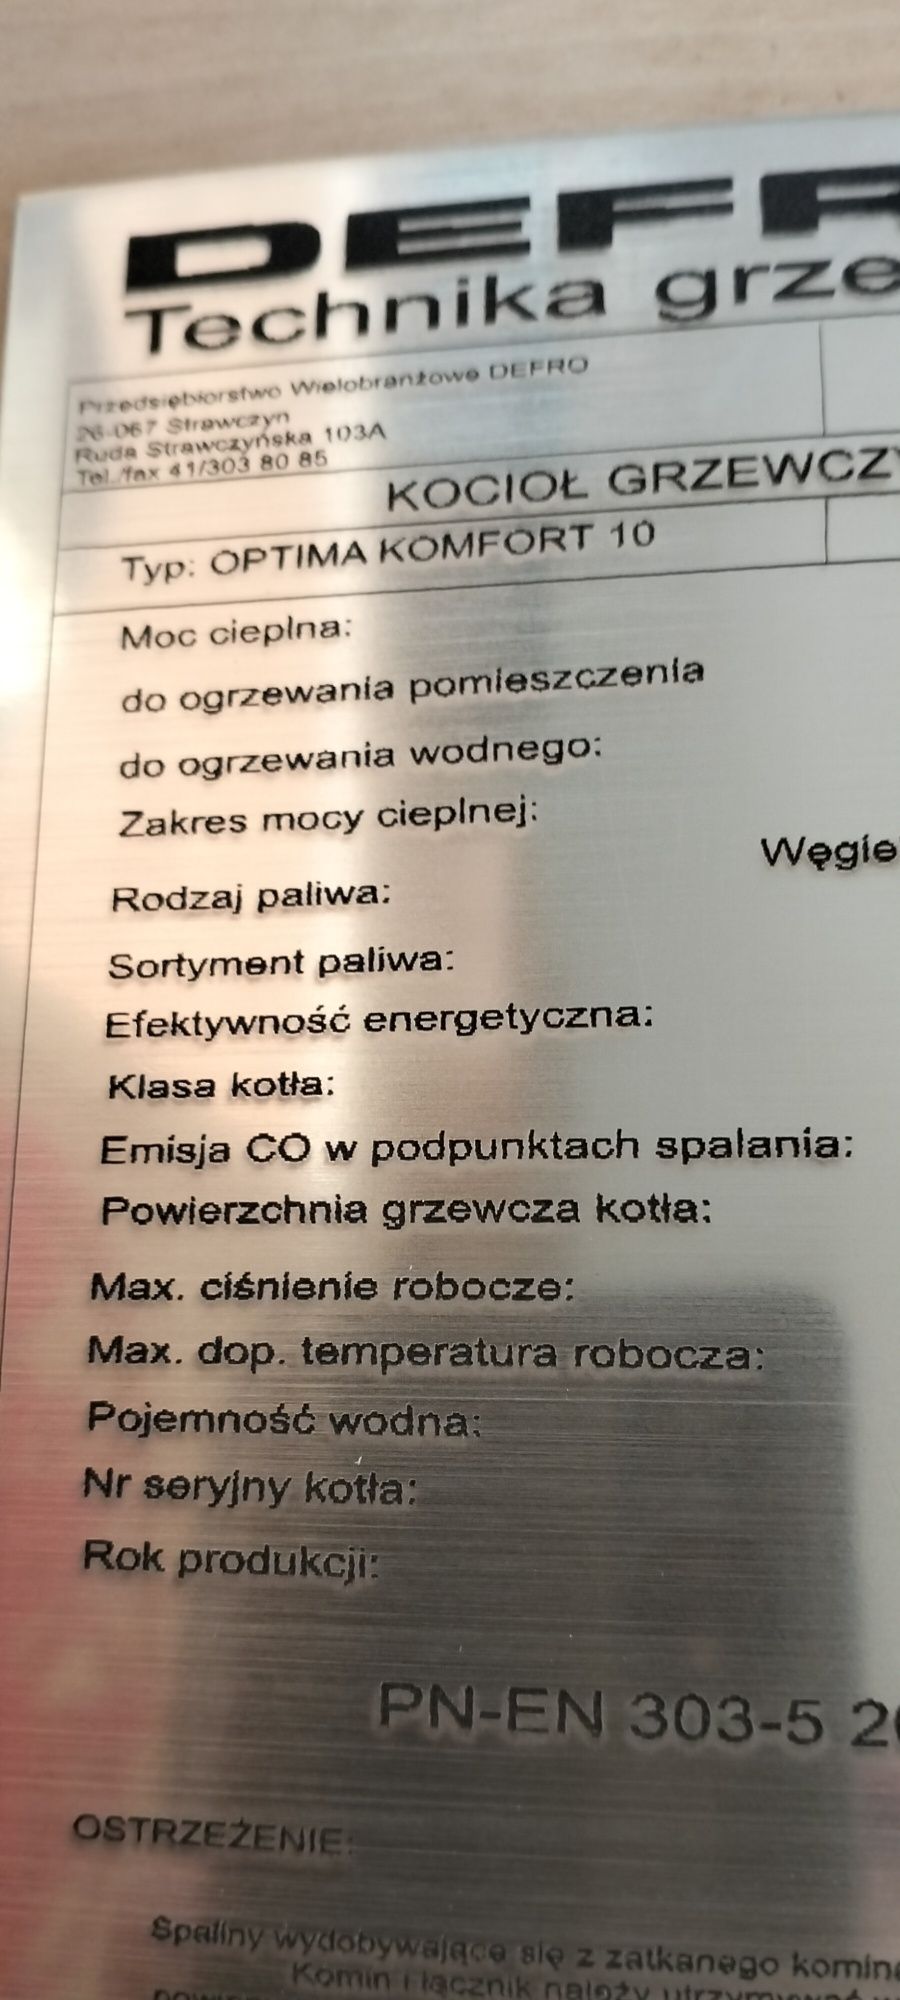 DEFR
Technika grze
Przedsiębiorstwo Wielobranżowe DEFRO
26-067 Strawczyn
Ruda Strawczyńska 103A
Tel./fax 41/303 80 85
KOCIOŁ GRZEWCZY
Typ: OPTIMA KOMFORT 10
Moc cieplna:
do ogrzewania pomieszczenia
do ogrzewania wodnego:
Zakres mocy cieplnej:
Węgie
Rodzaj paliwa:
Sortyment paliwa:
Efektywność energetyczna:
Klasa kotła:
Emisja CO w podpunktach spalania:
Powierzchnia grzewcza kotła:
Max. ciśnienie robocze:
Max. dop. temperatura robocza:
Pojemność wodna:
Nr seryjny kotła:
Rok produkcji:
PN-EN 303-5 20
OSTRZEŻENIE:
Spaliny wydobywające się z zatkanego komina
Komin i łącznik należy utrzymywać